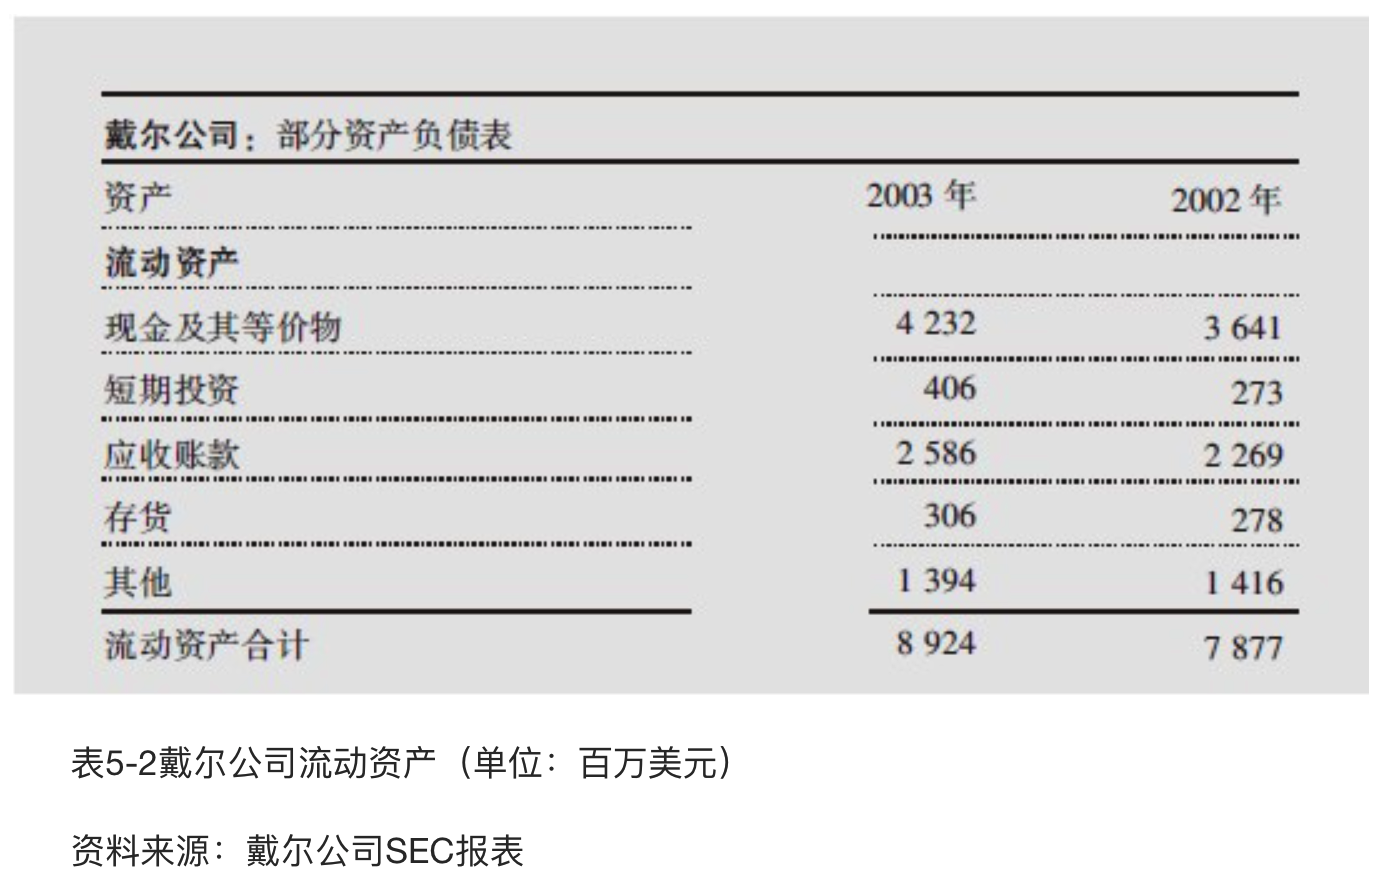 戴尔公司：部分资产负债表
资产 2003 年 2002 年
流动资产
现金及其等价物 4 232 3 641
短期投资 406 273
应收账款 2 586 2 269
存货 306 278
其他 1 394 1 416
流动资产合计 8 924 7 877
表5-2戴尔公司流动资产（单位：百万美元）
资料来源：戴尔公司SEC报表